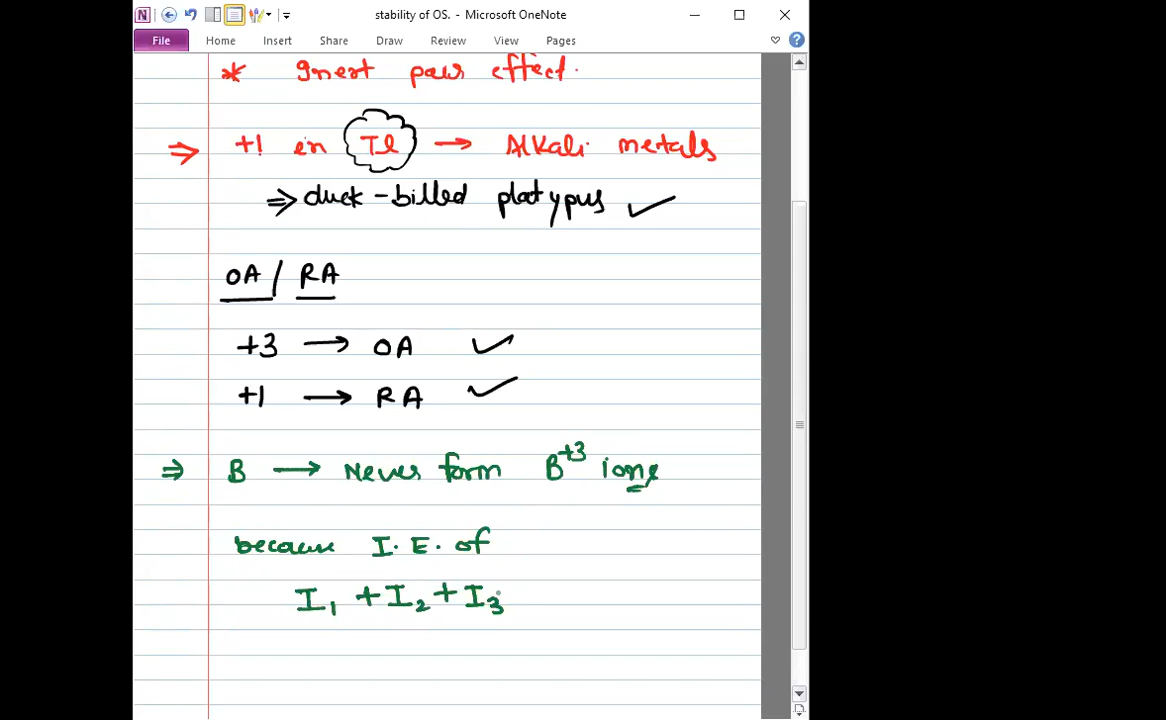 stability of OS. - Microsoft OneNote
File Home Insert Share Draw Review View Pages
* Inert pair effect.
⇒ +1 in Tl → Alkali metals
⇒ duck-billed platypus ✓
OA / RA
+3 → OA ✓
+1 → RA ✓
⇒ B → Never form B+3 ions
because I.E. of
I1 + I2 + I3